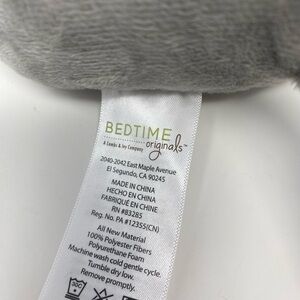 BEDTIME
originals™
A Lambs & Ivy Company
2040-2042 East Maple Avenue
El Segundo, CA 90245
MADE IN CHINA
HECHO EN CHINA
FABRIQUÉ EN CHINE
RN #83285
Reg. No. PA #12355(CN)
All New Material
100% Polyester Fibers
Polyurethane Foam
Machine wash cold gentle cycle.
Tumble dry low.
Remove promptly.
30C